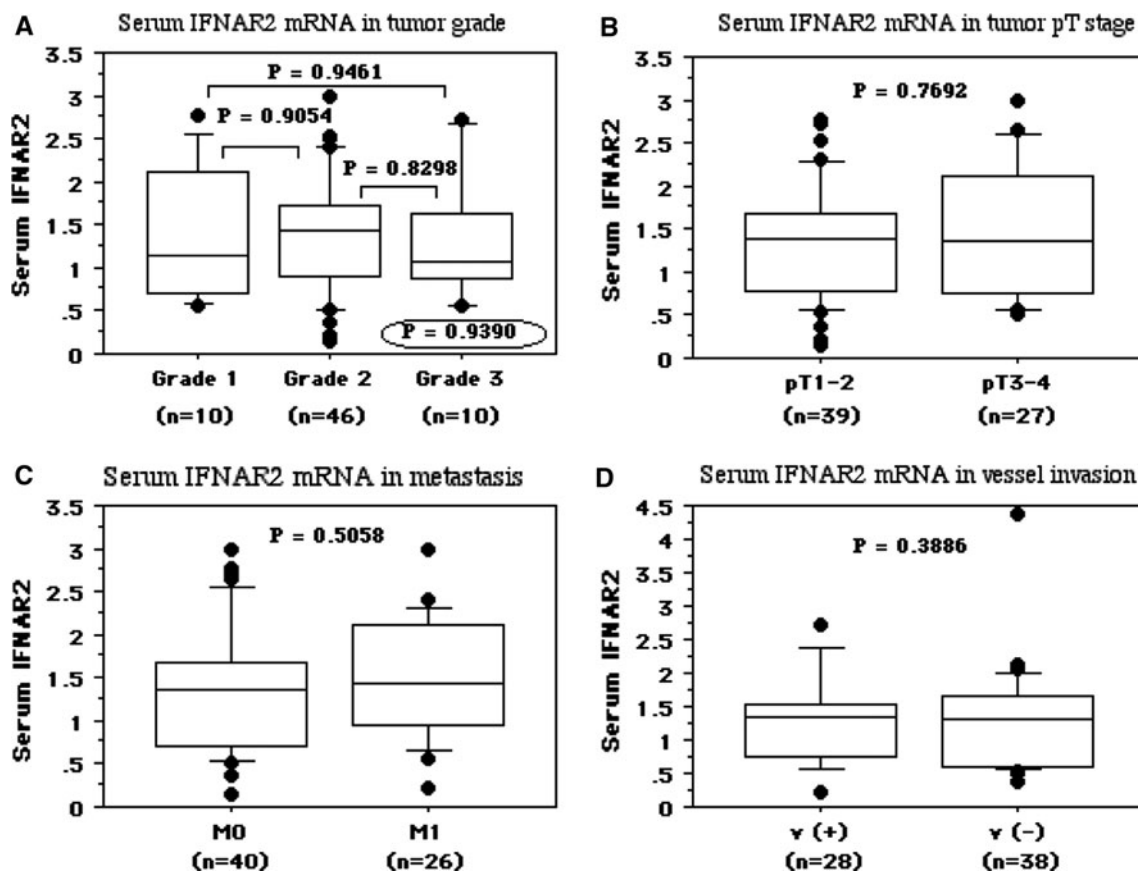 A Serum IFNAR2 mRNA in tumor grade
Serum IFNAR2
3.5
3
2.5
2
1.5
1
.5
0
P = 0.9461
P = 0.9054
P = 0.8298
P = 0.9390
Grade 1 Grade 2 Grade 3
(n=10) (n=46) (n=10)
B Serum IFNAR2 mRNA in tumor pT stage
Serum IFNAR2
3.5
3
2.5
2
1.5
1
.5
0
P = 0.7692
pT1-2 pT3-4
(n=39) (n=27)
C Serum IFNAR2 mRNA in metastasis
Serum IFNAR2
3.5
3
2.5
2
1.5
1
.5
0
P = 0.5058
M0 M1
(n=40) (n=26)
D Serum IFNAR2 mRNA in vessel invasion
Serum IFNAR2
4.5
4
3.5
3
2.5
2
1.5
1
.5
0
P = 0.3886
v (+) v (-)
(n=28) (n=38)